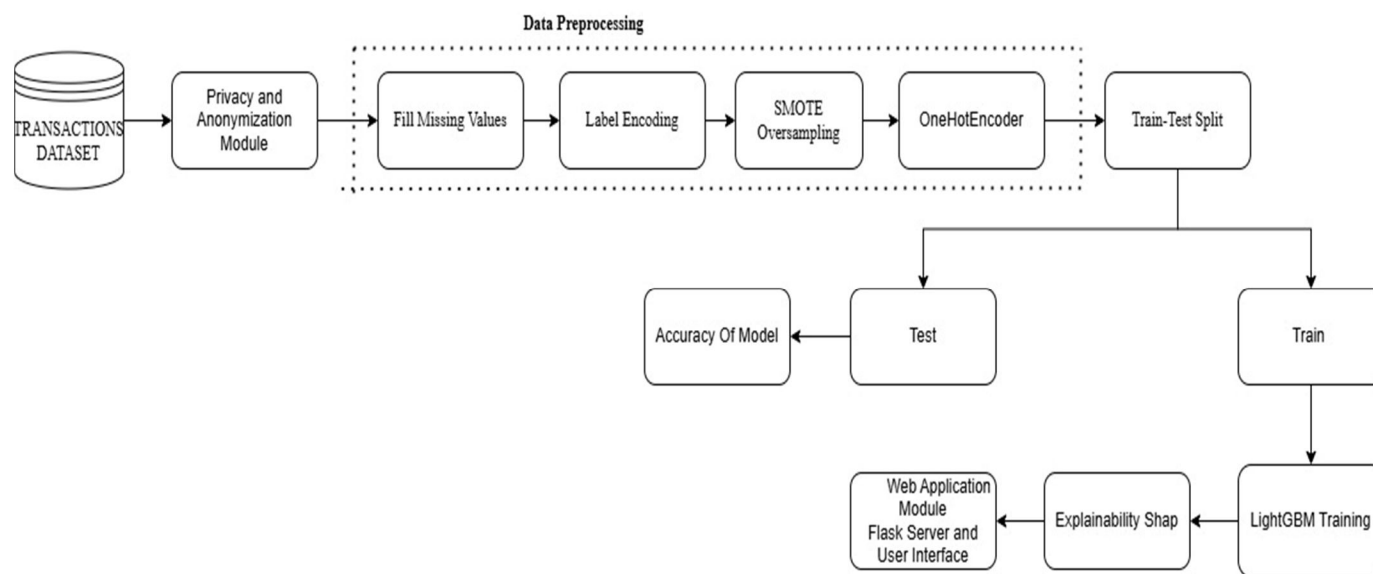 Data Preprocessing
TRANSACTIONS
DATASET
Privacy and
Anonymization
Module
Fill Missing Values
Label Encoding
SMOTE
Oversampling
OneHotEncoder
Train-Test Split
Accuracy Of Model
Test
Train
Web Application
Module
Flask Server and
User Interface
Explainability Shap
LightGBM Training